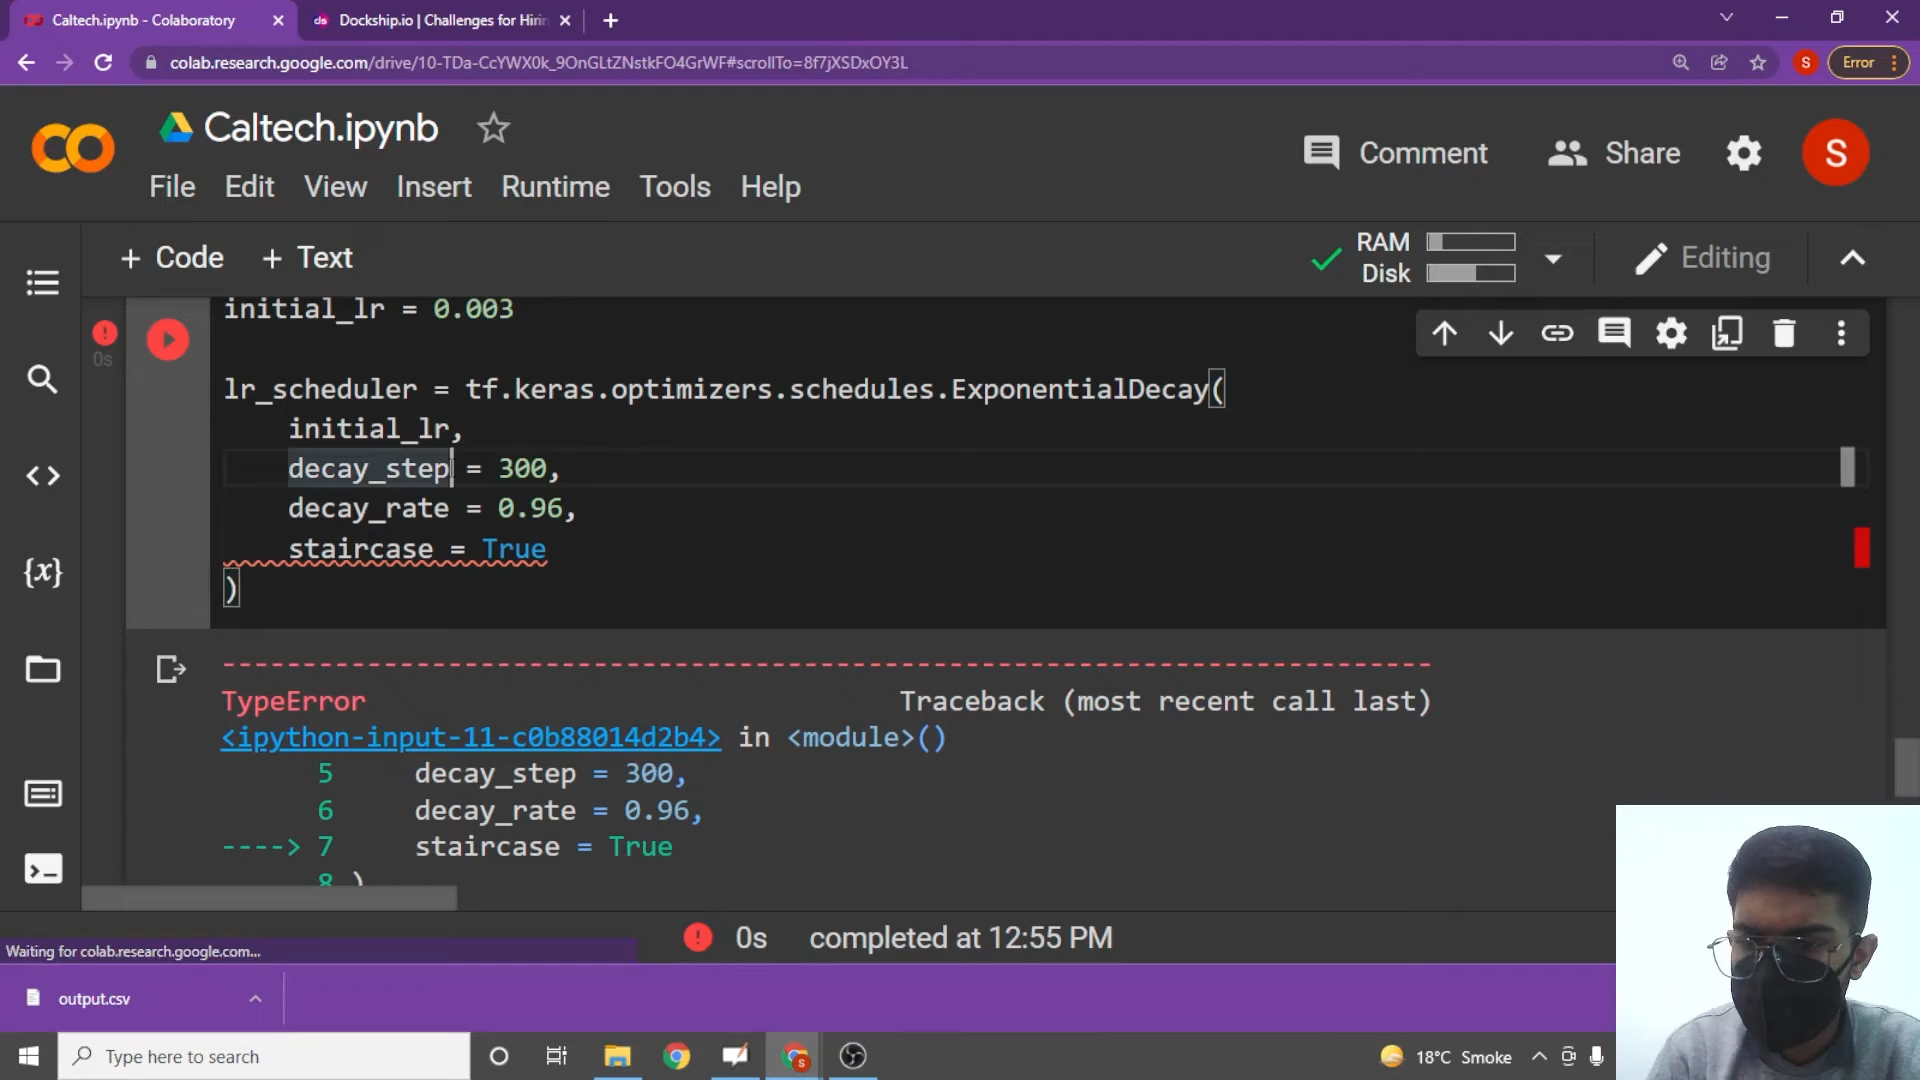 Caltech.ipynb - Colaboratory
ds Dockship.io | Challenges for Hirin
colab.research.google.com/drive/10-TDa-CcYWX0k_9OnGLtZNstkFO4GrWF#scrollTo=8f7jXSDxOY3L
S
Error
CO
Caltech.ipynb
Comment
Share
S
File Edit View Insert Runtime Tools Help
+ Code + Text
RAM
Disk
Editing
initial_lr = 0.003
0s
lr_scheduler = tf.keras.optimizers.schedules.ExponentialDecay(
initial_lr,
decay_step = 300,
decay_rate = 0.96,
staircase = True
)
{x}
--------------------------------------------------------------------------- 
TypeError Traceback (most recent call last)
<ipython-input-11-c0b88014d2b4> in <module>()
5 decay_step = 300,
6 decay_rate = 0.96,
----> 7 staircase = True
8 )
0s completed at 12:55 PM
Waiting for colab.research.google.com...
output.csv
Type here to search
S
18°C Smoke